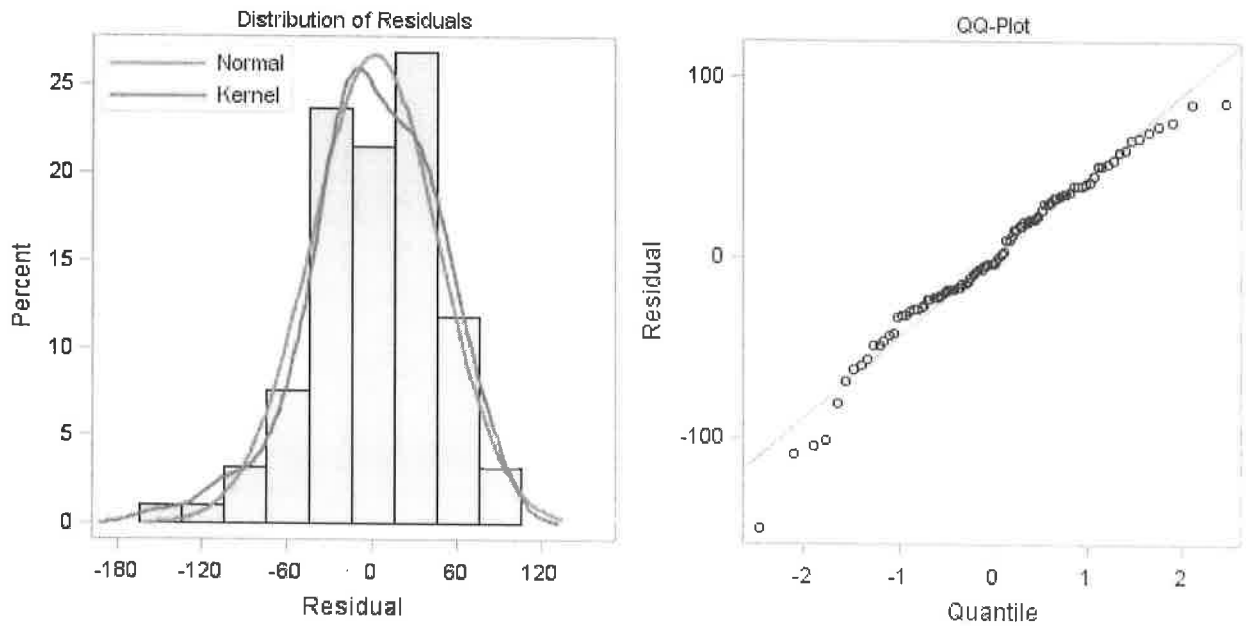 Distribution of Residuals
Normal
Kernel
25
20
15
10
5
0
Percent
-180 -120 -60 0 60 120
Residual
QQ-Plot
100
0
-100
Residual
-2 -1 0 1 2
Quantile